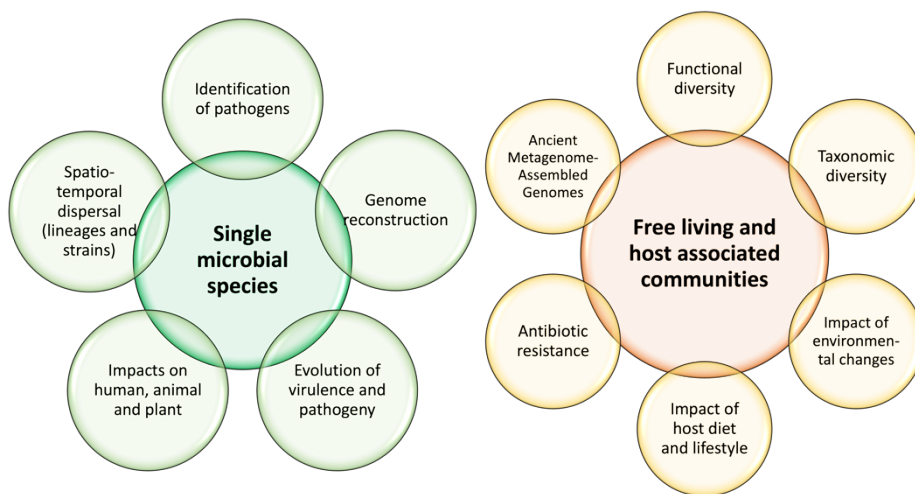 Identification
of pathogens
Spatio-
temporal
dispersal
(lineages and
strains)
Genome
reconstruction
Single
microbial
species
Impacts on
human, animal
and plant
Evolution of
virulence and
pathogeny
Functional
diversity
Ancient
Metagenome-
Assembled
Genomes
Taxonomic
diversity
Free living and
host associated
communities
Antibiotic
resistance
Impact of
environmen-
tal changes
Impact of
host diet
and lifestyle